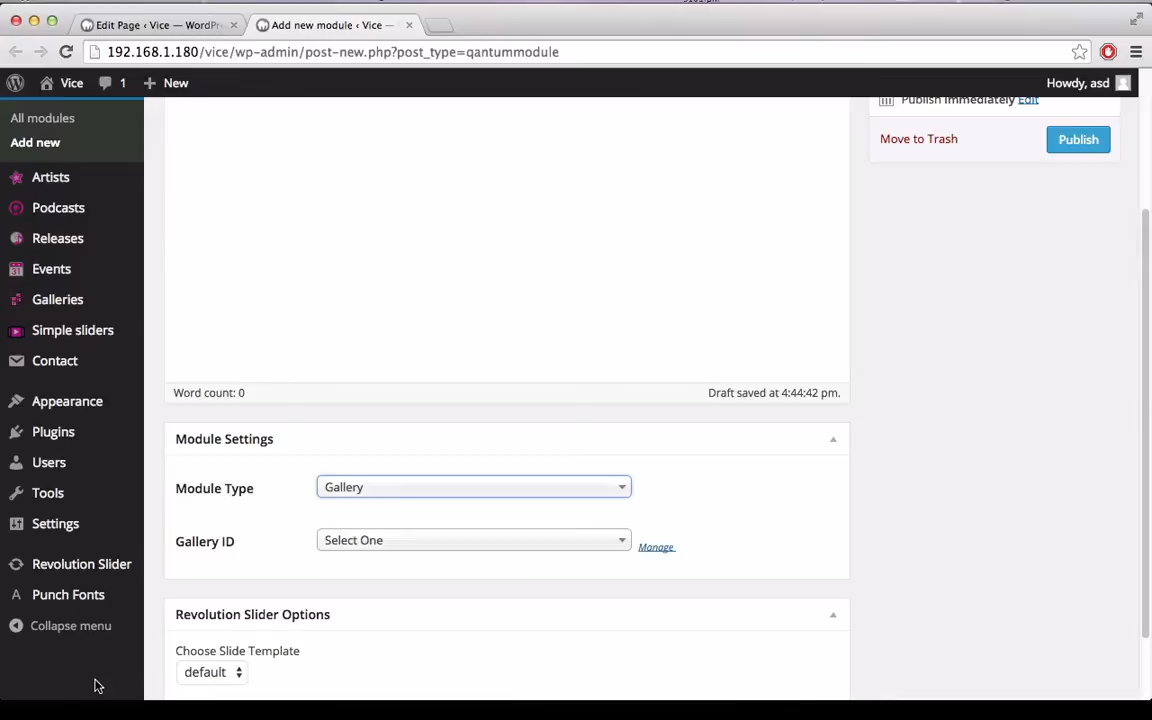 Edit Page ‹ Vice — WordPr
Add new module ‹ Vice —
192.168.1.180/vice/wp-admin/post-new.php?post_type=qantummodule
Vice
1
New
Howdy, asd
All modules
Add new
Artists
Podcasts
Releases
Events
Galleries
Simple sliders
Contact
Appearance
Plugins
Users
Tools
Settings
Revolution Slider
Punch Fonts
Collapse menu
Publish immediately Edit
Move to Trash
Publish
Word count: 0
Draft saved at 4:44:42 pm.
Module Settings
Module Type
Gallery
Gallery ID
Select One
Manage
Revolution Slider Options
Choose Slide Template
default